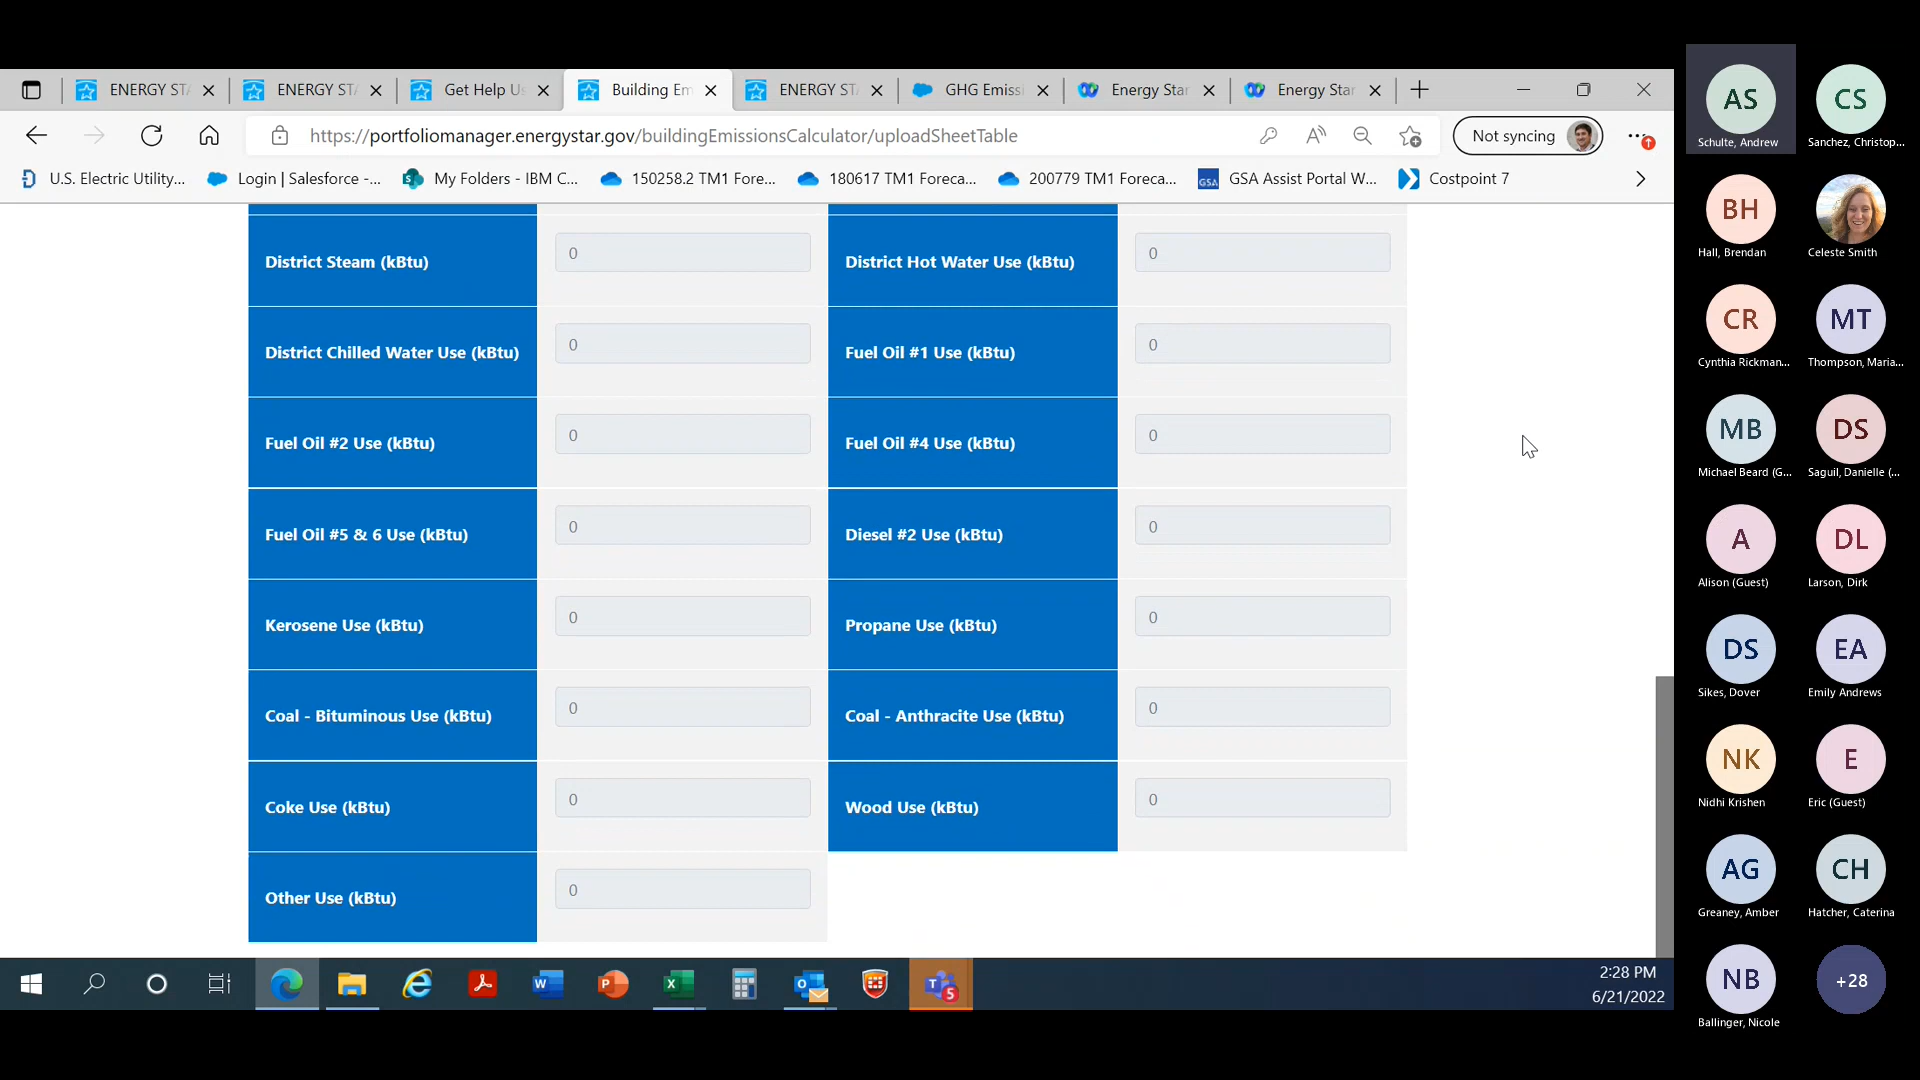 ENERGY STA
ENERGY STA
Get Help Us
Building Em
ENERGY STA
GHG Emissi
Energy Star
Energy Star
https://portfoliomanager.energystar.gov/buildingEmissionsCalculator/uploadSheetTable
Not syncing
U.S. Electric Utility...
Login | Salesforce -...
My Folders - IBM C...
150258.2 TM1 Fore...
180617 TM1 Foreca...
200779 TM1 Foreca...
GSA
GSA Assist Portal W...
Costpoint 7
District Steam (kBtu)
0
District Hot Water Use (kBtu)
0
District Chilled Water Use (kBtu)
0
Fuel Oil #1 Use (kBtu)
0
Fuel Oil #2 Use (kBtu)
0
Fuel Oil #4 Use (kBtu)
0
Fuel Oil #5 & 6 Use (kBtu)
0
Diesel #2 Use (kBtu)
0
Kerosene Use (kBtu)
0
Propane Use (kBtu)
0
Coal - Bituminous Use (kBtu)
0
Coal - Anthracite Use (kBtu)
0
Coke Use (kBtu)
0
Wood Use (kBtu)
0
Other Use (kBtu)
0
5
2:28 PM
6/21/2022
AS
Schulte, Andrew
CS
Sanchez, Christop...
BH
Hall, Brendan
Celeste Smith
CR
Cynthia Rickman...
MT
Thompson, Maria...
MB
Michael Beard (G...
DS
Saguil, Danielle (...
A
Alison (Guest)
DL
Larson, Dirk
DS
Sikes, Dover
EA
Emily Andrews
NK
Nidhi Krishen
E
Eric (Guest)
AG
Greaney, Amber
CH
Hatcher, Caterina
NB
Ballinger, Nicole
+28